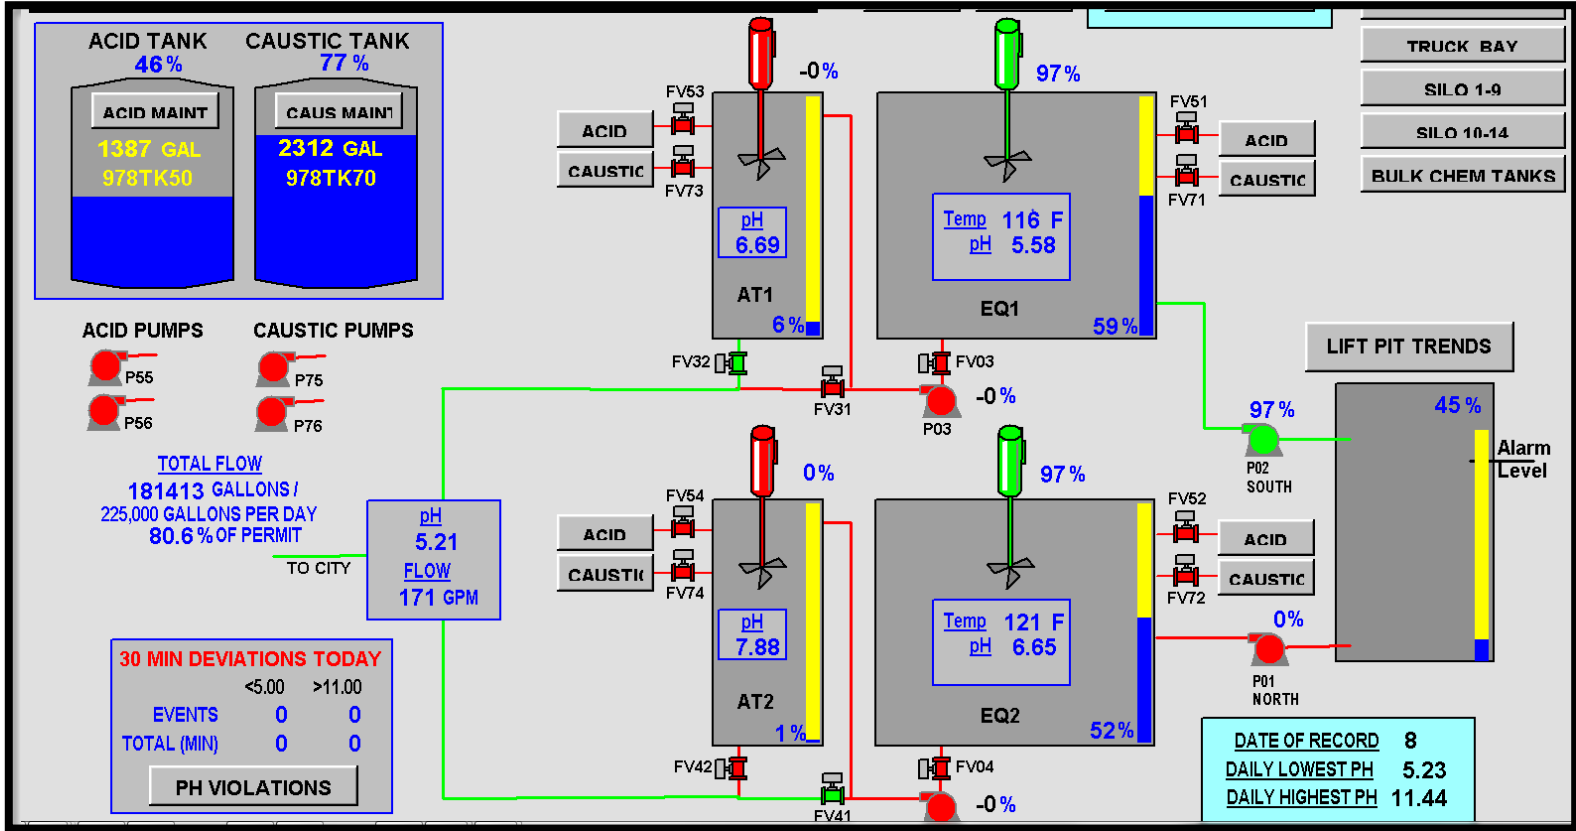 ACID TANK
46%
ACID MAINT
1387 GAL
978TK50
CAUSTIC TANK
77%
CAUS MAINT
2312 GAL
978TK70
ACID PUMPS
P55
P56
CAUSTIC PUMPS
P75
P76
TOTAL FLOW
181413 GALLONS /
225,000 GALLONS PER DAY
80.6% OF PERMIT
TO CITY
pH
5.21
FLOW
171 GPM
30 MIN DEVIATIONS TODAY
<5.00 >11.00
EVENTS 0 0
TOTAL (MIN) 0 0
PH VIOLATIONS
-0%
FV53
ACID
CAUSTIC
FV73
pH
6.69
AT1
6%
FV32
FV31
97%
FV51
ACID
CAUSTIC
FV71
Temp 116 F
pH 5.58
EQ1
59%
FV03
-0%
P03
0%
FV54
ACID
CAUSTIC
FV74
pH
7.88
AT2
1%
FV42
FV41
97%
FV52
ACID
CAUSTIC
FV72
Temp 121 F
pH 6.65
EQ2
52%
FV04
-0%
TRUCK BAY
SILO 1-9
SILO 10-14
BULK CHEM TANKS
LIFT PIT TRENDS
45%
Alarm
Level
97%
P02
SOUTH
0%
P01
NORTH
DATE OF RECORD 8
DAILY LOWEST PH 5.23
DAILY HIGHEST PH 11.44